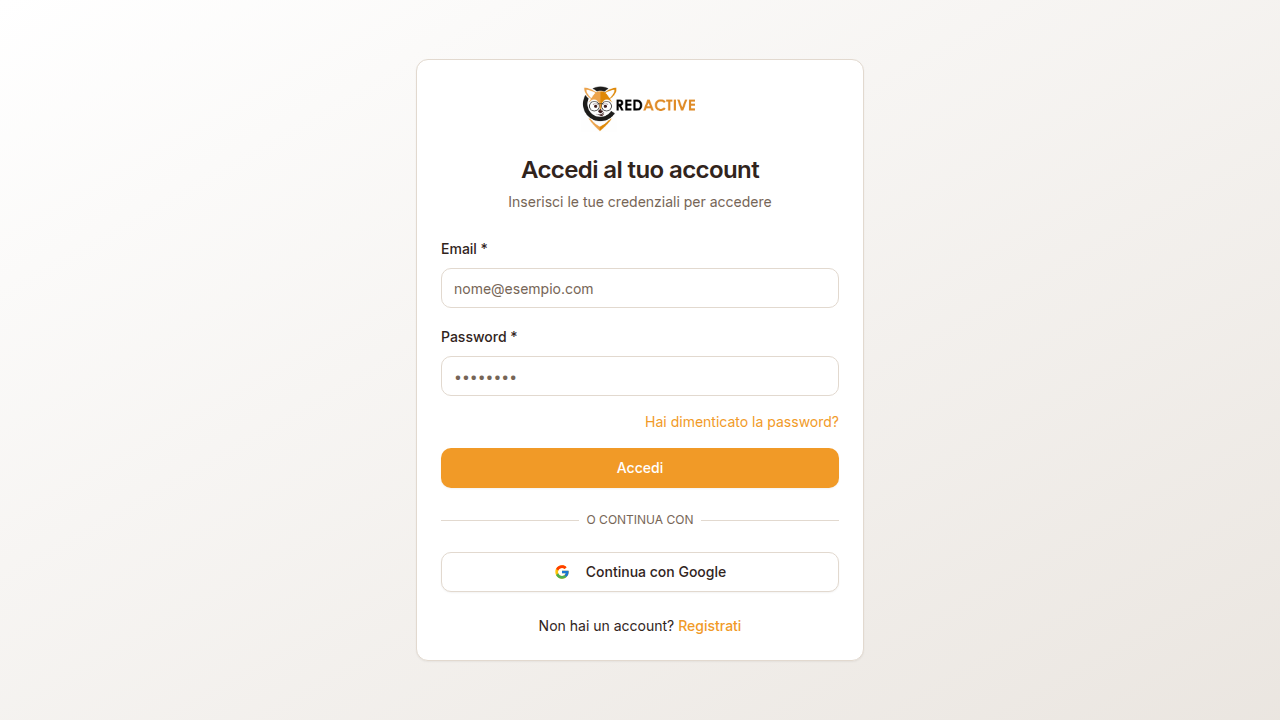 REDACTIVE
Accedi al tuo account
Inserisci le tue credenziali per accedere
Email *
nome@esempio.com
Password *
••••••••
Hai dimenticato la password?
Accedi
O CONTINUA CON
Continua con Google
Non hai un account? Registrati